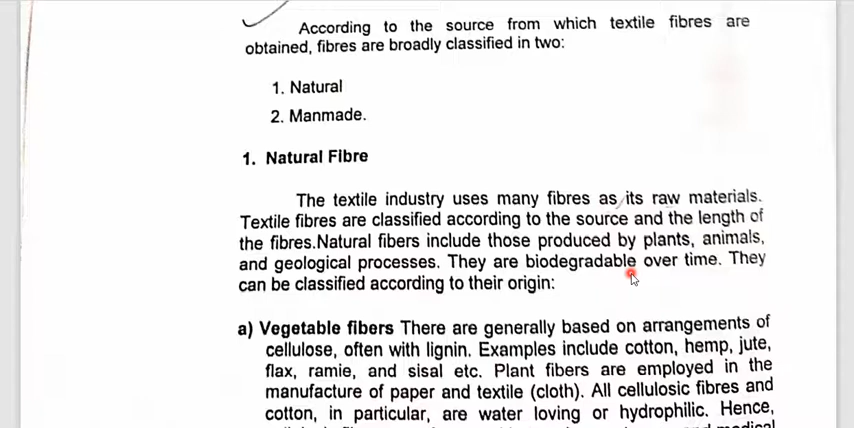 According to the source from which textile fibres are
obtained, fibres are broadly classified in two:
1. Natural
2. Manmade.
1. Natural Fibre
The textile industry uses many fibres as its raw materials.
Textile fibres are classified according to the source and the length of
the fibres.Natural fibers include those produced by plants, animals,
and geological processes. They are biodegradable over time. They
can be classified according to their origin:
a) Vegetable fibers There are generally based on arrangements of
cellulose, often with lignin. Examples include cotton, hemp, jute,
flax, ramie, and sisal etc. Plant fibers are employed in the
manufacture of paper and textile (cloth). All cellulosic fibres and
cotton, in particular, are water loving or hydrophilic. Hence,